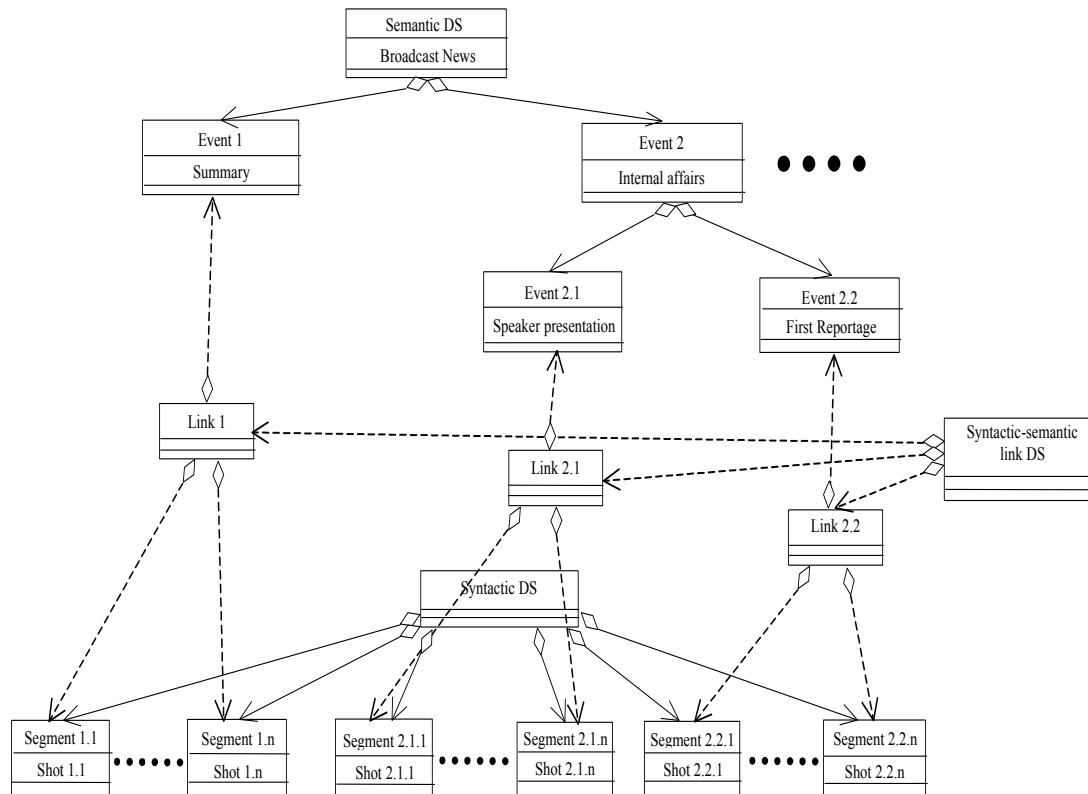 Semantic DS
Broadcast News
Event 1
Summary
Event 2
Internal affairs
Event 2.1
Speaker presentation
Event 2.2
First Reportage
Link 1
Link 2.1
Syntactic-semantic
link DS
Link 2.2
Syntactic DS
Segment 1.1
Shot 1.1
Segment 1.n
Shot 1.n
Segment 2.1.1
Shot 2.1.1
Segment 2.1.n
Shot 2.1.n
Segment 2.2.1
Shot 2.2.1
Segment 2.2.n
Shot 2.2.n